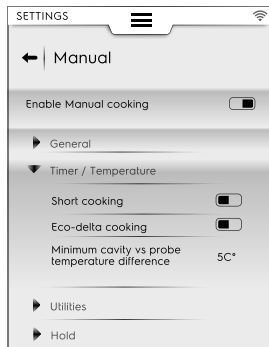 SETTINGS
Manual
Enable Manual cooking
General
Timer / Temperature
Short cooking
Eco-delta cooking
Minimum cavity vs probe
temperature difference
5C°
Utilities
Hold